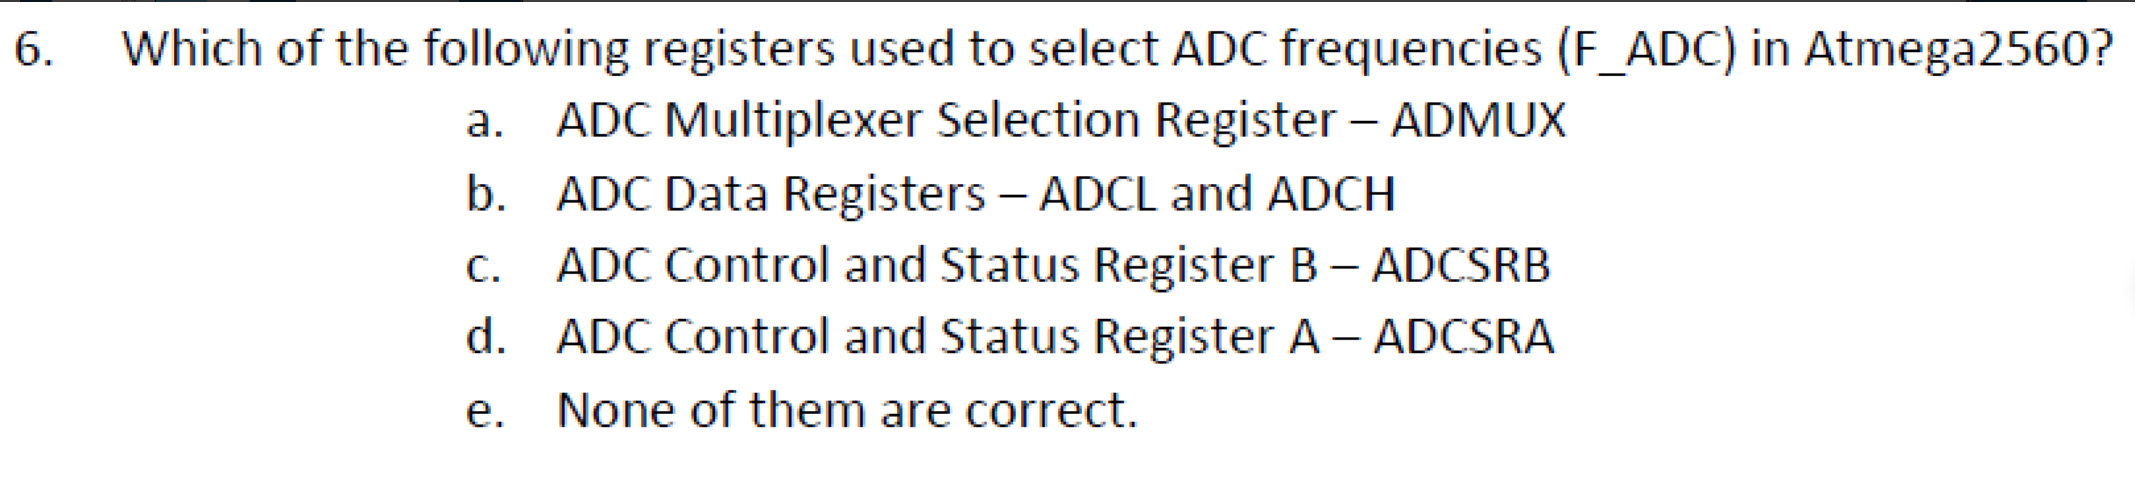 6. Which of the following registers used to select ADC frequencies (F_ADC) in Atmega2560?
a. ADC Multiplexer Selection Register – ADMUX
b. ADC Data Registers – ADCL and ADCH
c. ADC Control and Status Register B – ADCSRB
d. ADC Control and Status Register A – ADCSRA
e. None of them are correct.